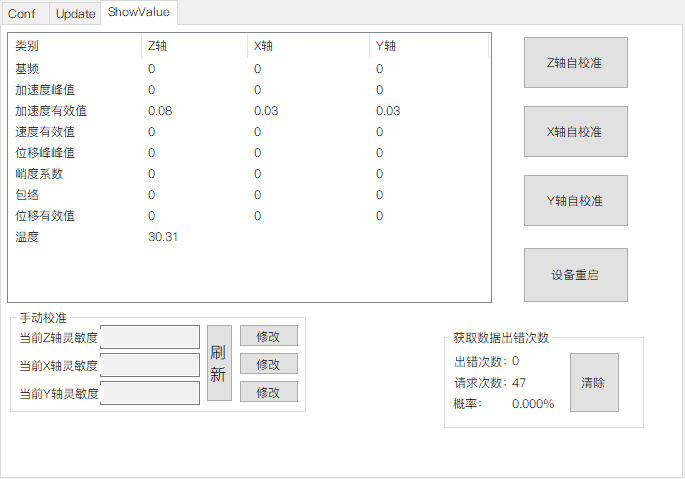 Conf Update ShowValue
类别 Z轴 X轴 Y轴
基频 0 0 0
加速度峰值 0 0 0
加速度有效值 0.08 0.03 0.03
速度有效值 0 0 0
位移峰峰值 0 0 0
峭度系数 0 0 0
包络 0 0 0
位移有效值 0 0 0
温度 30.31
Z轴自校准
X轴自校准
Y轴自校准
设备重启
手动校准
当前Z轴灵敏度 修改
当前X轴灵敏度 修改
当前Y轴灵敏度 修改
刷
新
获取数据出错次数
出错次数: 0
请求次数: 47
概率: 0.000%
清除